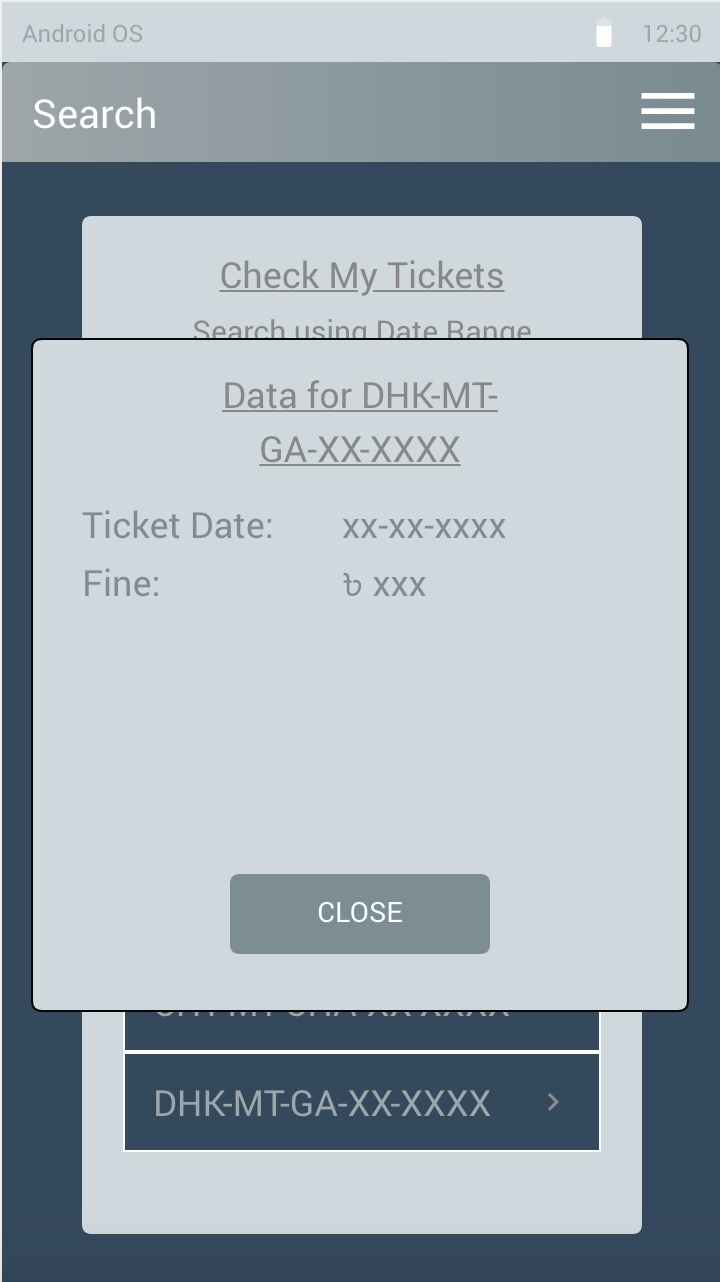 Android OS
12:30
Search
Check My Tickets
Search using Date Range
Data for DHK-MT-
GA-XX-XXXX
Ticket Date: xx-xx-xxxx
Fine: ৳ xxx
CLOSE
DHK-MT-GA-XX-XXXX